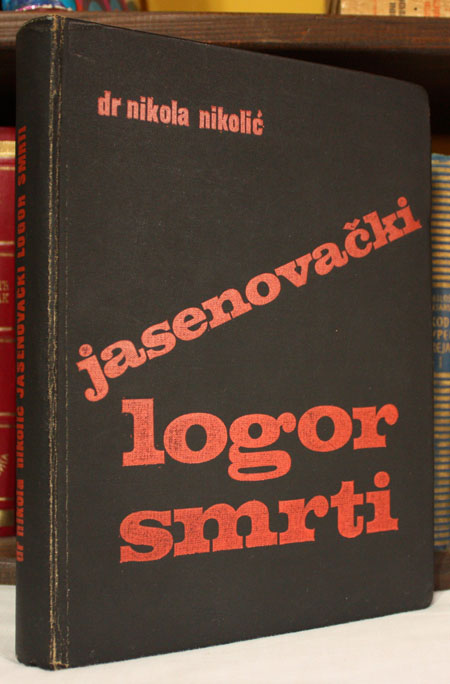 dr nikola nikolić
jasenovački
logor
smrti
dr nikola nikolić JASENOVAČKI LOGOR SMRTI